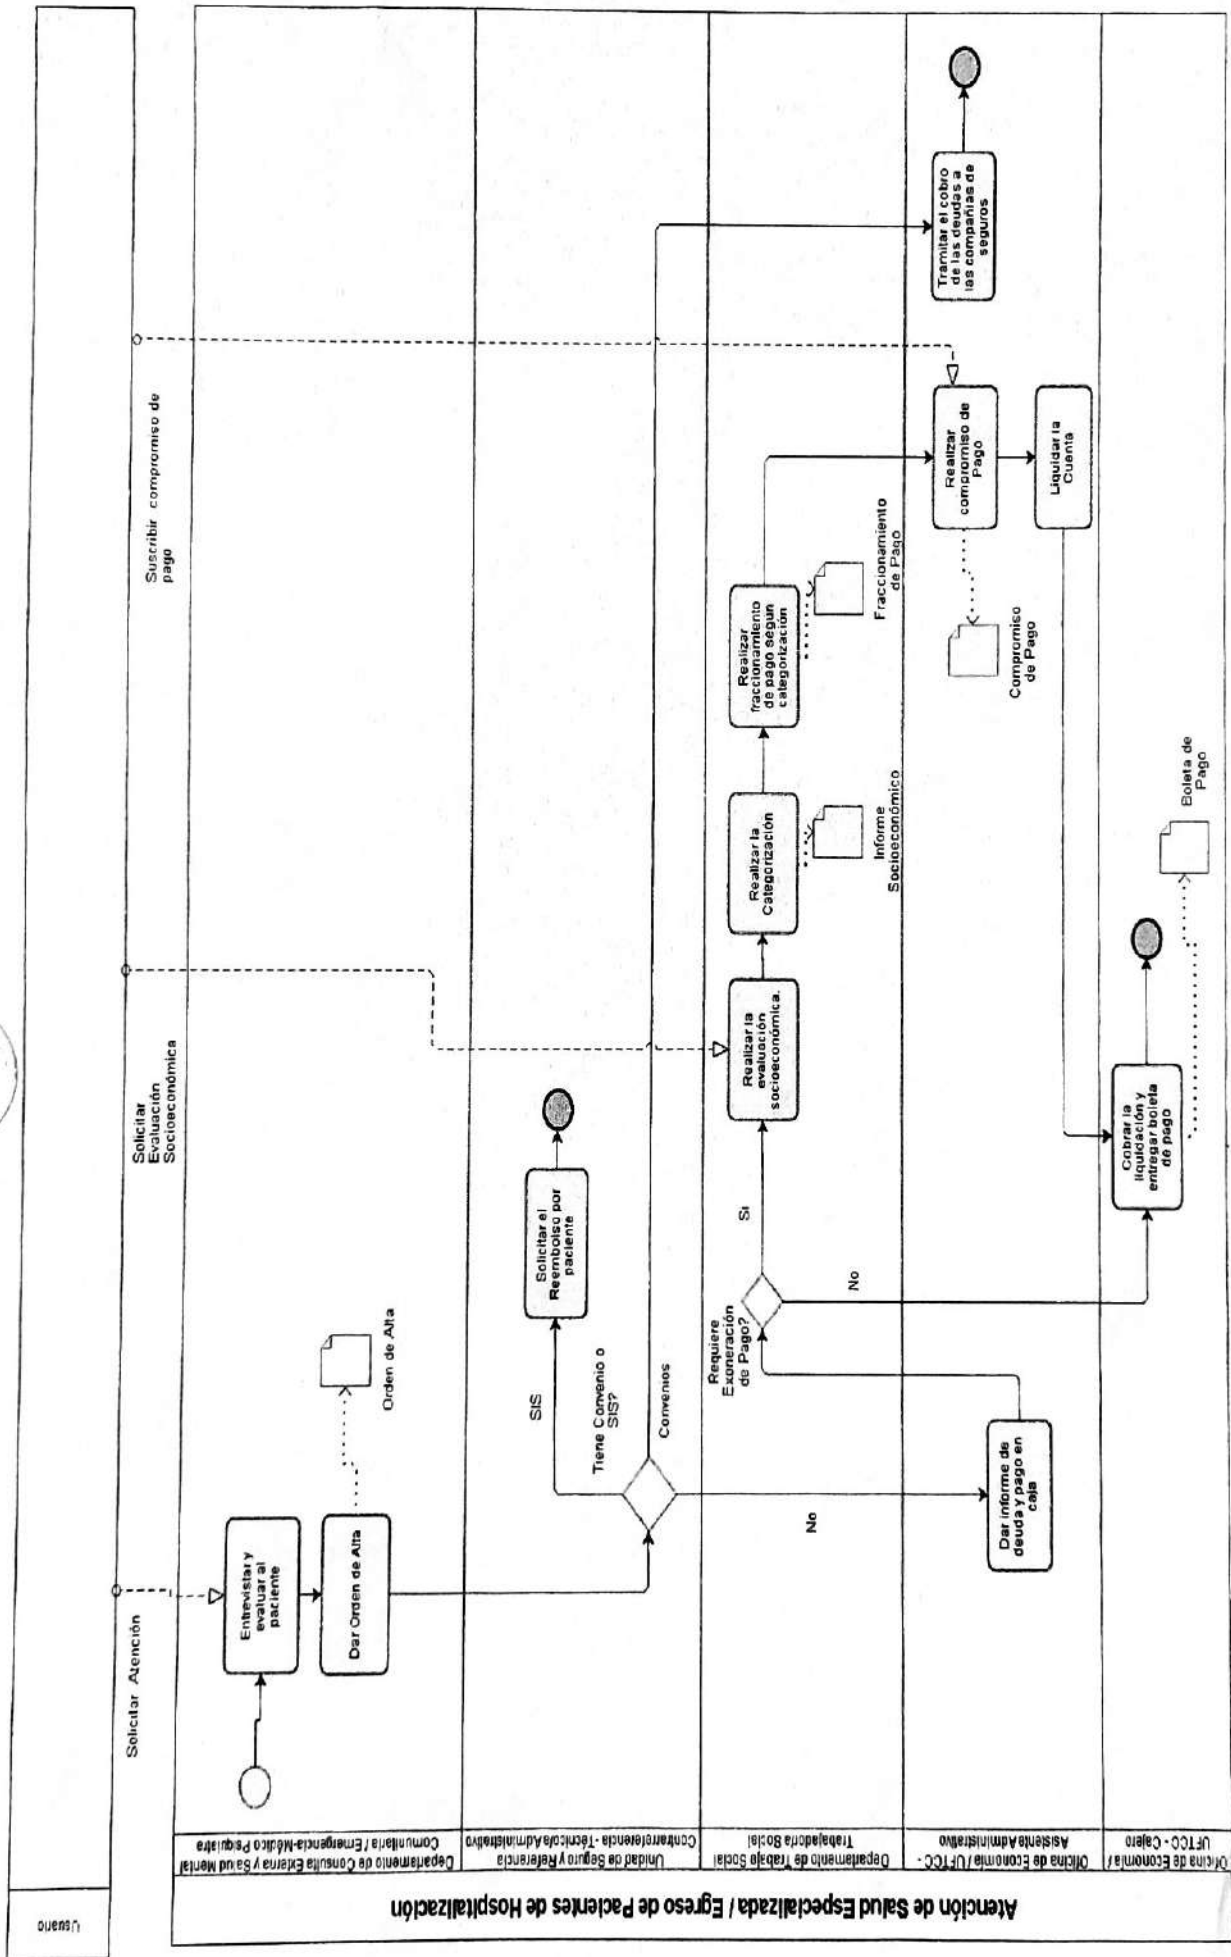 Usuario
Atención de Salud Especializada / Egreso de Pacientes de Hospitalización
Departamento de Consulta Externa y Salud Mental
Comunitaria / Emergencia-Médico Psiquiatra
Unidad de Seguro y Referencia
Contrarreferencia - Técnico/a Administrativo
Departamento de Trabajo Social
Trabajador/a Social
Oficina de Economía / UFTCC -
Asistente Administrativo
Oficina de Economía /
UFTCC - Cajero
Solicitar Atención
Solicitar
Evaluación
Socioeconómica
Suscribir compromiso de
pago
Entrevistar y
evaluar al
paciente
Dar Orden de Alta
Orden de Alta
Tiene Convenio o
SIS?
SIS
Convenios
No
Solicitar el
Reembolso por
paciente
Dar informe de
deuda y pago en
caja
Requiere
Exoneración
de Pago?
Si
No
Realizar la
evaluación
socioeconómica.
Realizar la
Categorización
Informe
Socioeconómico
Realizar
fraccionamiento
de pago según
categorización
Fraccionamiento
de Pago
Realizar
compromiso de
Pago
Compromiso
de Pago
Liquidar la
Cuenta
Tramitar el cobro
de las deudas a
las compañías de
seguros
Cobrar la
liquidación y
entregar boleta
de pago
Boleta de
Pago